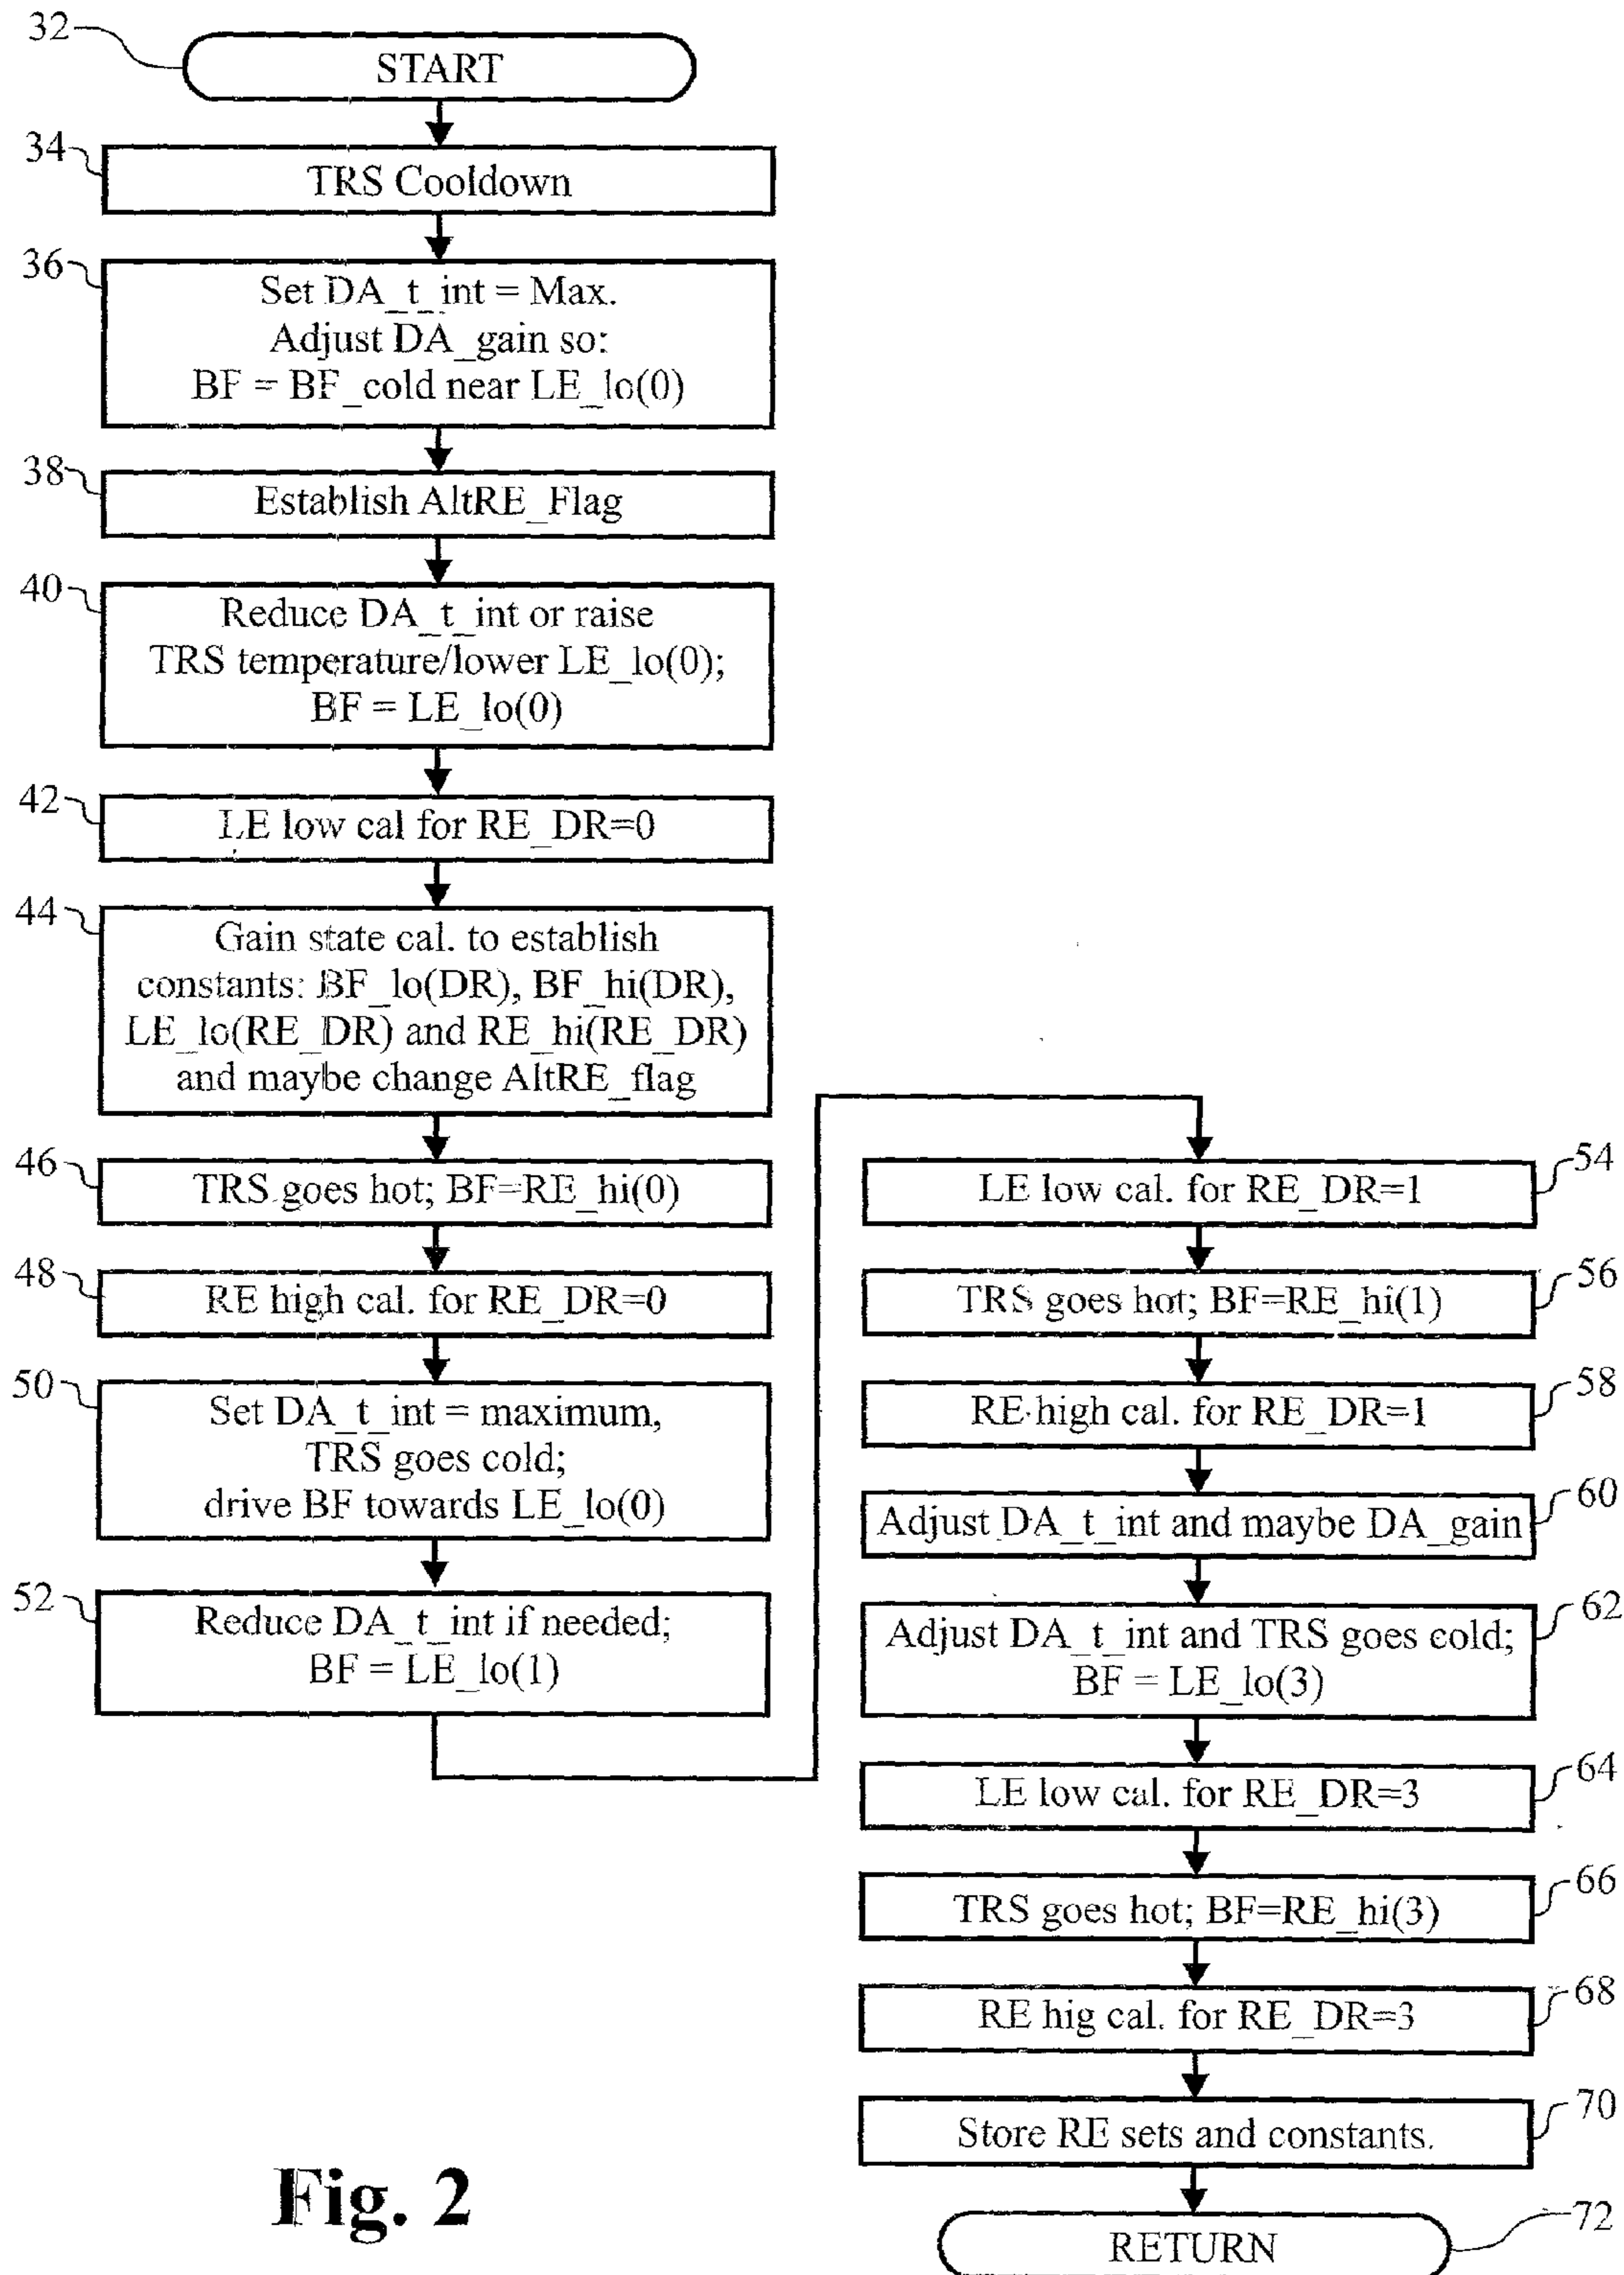 32
START
34
TRS Cooldown
36
Set DA_t_int = Max.
Adjust DA_gain so:
BF = BF_cold near LE_lo(0)
38
Establish AltRE_Flag
40
Reduce DA_t_int or raise
TRS temperature/lower LE_lo(0);
BF = LE_lo(0)
42
LE low cal for RE_DR=0
44
Gain state cal. to establish
constants: BF_lo(DR), BF_hi(DR),
LE_lo(RE_DR) and RE_hi(RE_DR)
and maybe change AltRE_flag
46
TRS goes hot; BF=RE_hi(0)
48
RE high cal. for RE_DR=0
50
Set DA_t_int = maximum,
TRS goes cold;
drive BF towards LE_lo(0)
52
Reduce DA_t_int if needed;
BF = LE_lo(1)
54
LE low cal. for RE_DR=1
56
TRS goes hot; BF=RE_hi(1)
58
RE high cal. for RE_DR=1
60
Adjust DA_t_int and maybe DA_gain
62
Adjust DA_t_int and TRS goes cold;
BF = LE_lo(3)
64
LE low cal. for RE_DR=3
66
TRS goes hot; BF=RE_hi(3)
68
RE hig cal. for RE_DR=3
70
Store RE sets and constants.
72
RETURN
Fig. 2